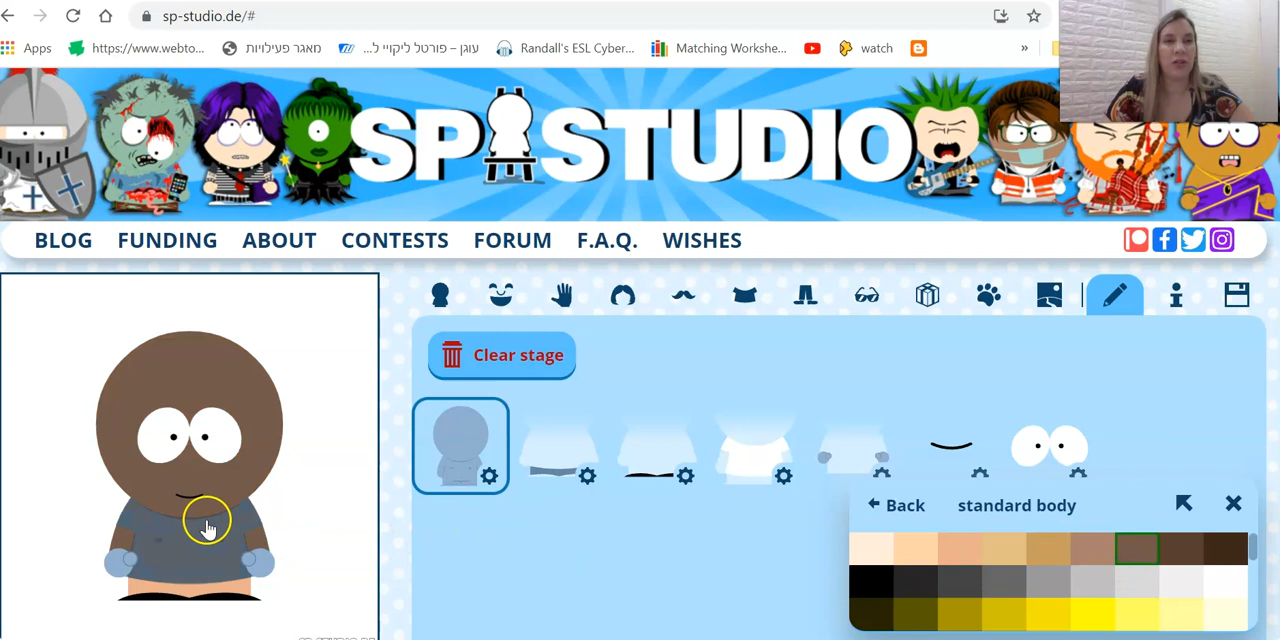 sp-studio.de/#
Apps
https://www.webto...
מאגר פעילויות
עוגן – פורטל ליקויי ל...
Randall's ESL Cyber...
Matching Workshe...
watch
»
SP STUDIO
BLOG FUNDING ABOUT CONTESTS FORUM F.A.Q. WISHES
Clear stage
Back standard body